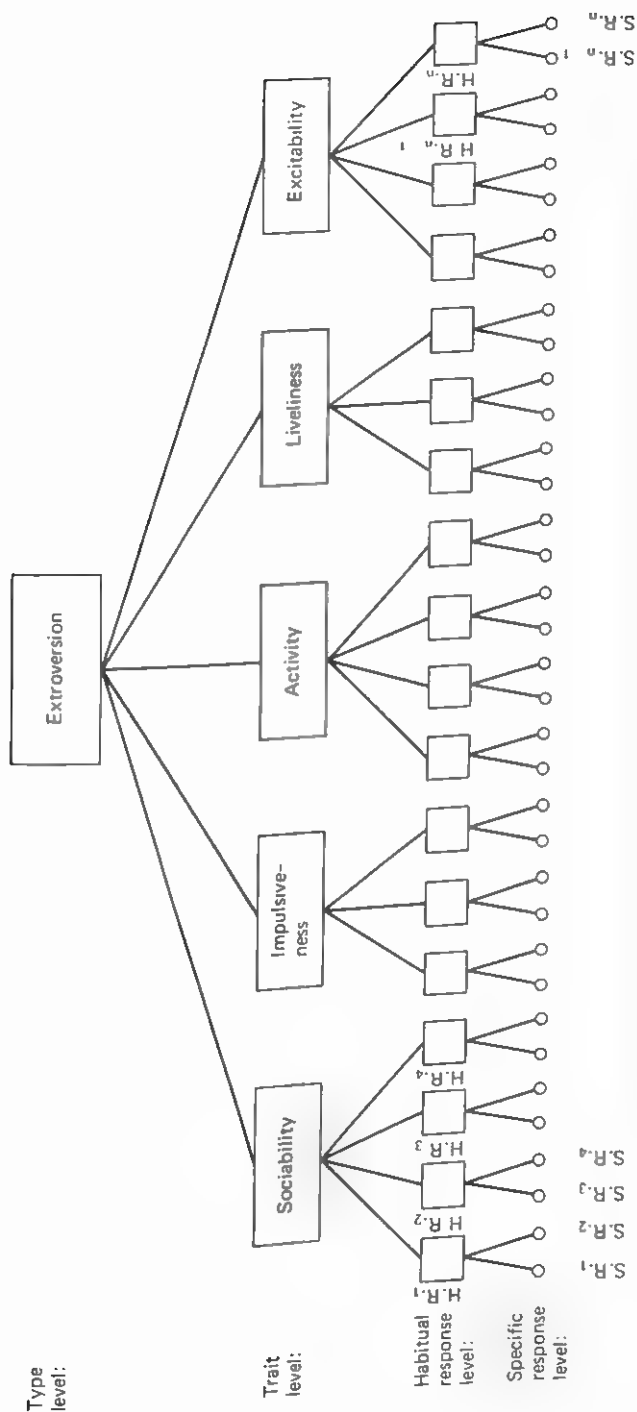 Type
level:
Extroversion
Trait
level:
Sociability
Impulsive-
ness
Activity
Liveliness
Excitability
Habitual
response
level:
H.R.1
H R.2
H.R.3
H.R.4
H.R.n 1
H.R.n
Specific
response
level:
S.R.1
S.R.2
S.R.3
S.R.4
S.R.n 1
S.R.n